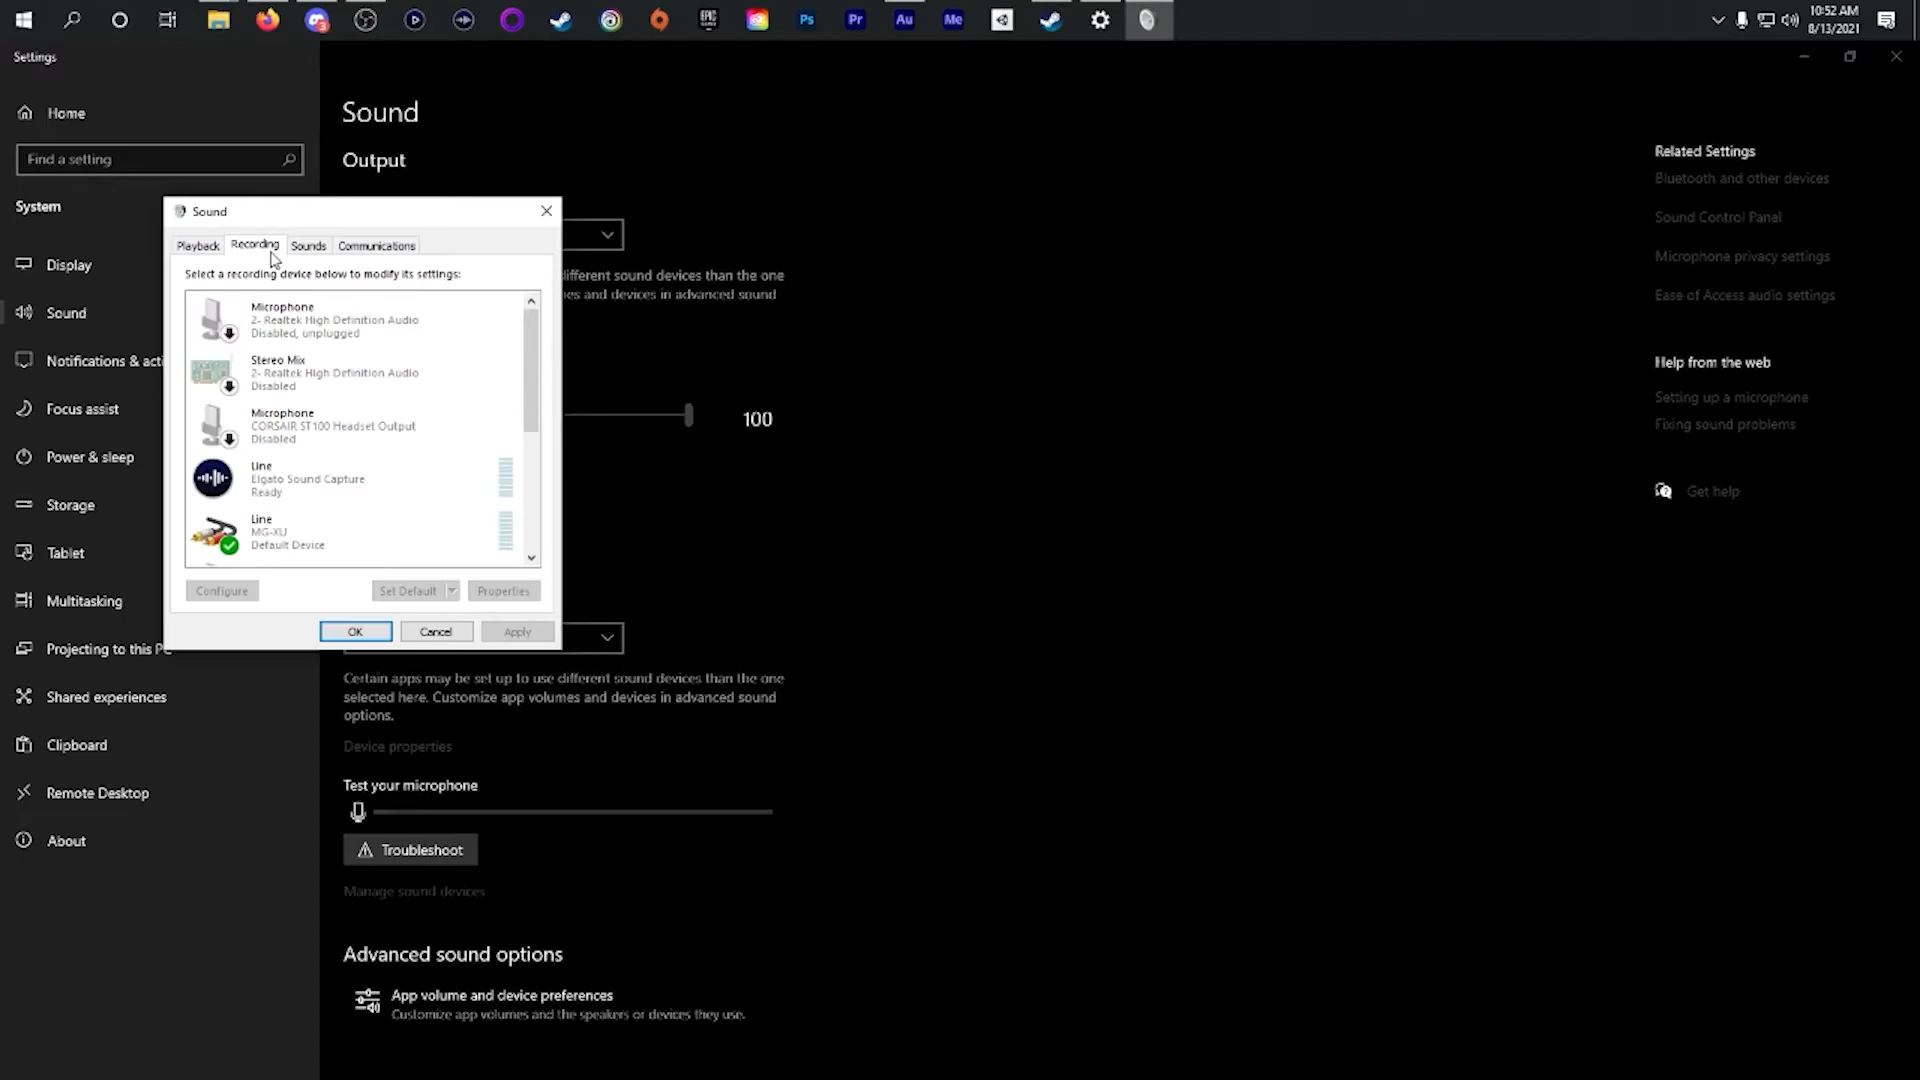 10:52 AM
8/13/2021
Ps
Pr
Au
Me
EPIC
GAMES
Settings
Home
Find a setting
System
Display
Sound
Notifications & acti
Focus assist
Power & sleep
Storage
Tablet
Multitasking
Projecting to this PC
Shared experiences
Clipboard
Remote Desktop
About
Sound
Output
Sound
Playback
Recording
Sounds
Communications
Select a recording device below to modify its settings:
Microphone
2- Realtek High Definition Audio
Disabled, unplugged
Stereo Mix
2- Realtek High Definition Audio
Disabled
Microphone
CORSAIR ST100 Headset Output
Disabled
Line
Elgato Sound Capture
Ready
Line
MG-XU
Default Device
Configure
Set Default
Properties
OK
Cancel
Apply
different sound devices than the one
es and devices in advanced sound
100
Certain apps may be set up to use different sound devices than the one
selected here. Customize app volumes and devices in advanced sound
options.
Device properties
Test your microphone
Troubleshoot
Manage sound devices
Advanced sound options
App volume and device preferences
Customize app volumes and the speakers or devices they use.
Related Settings
Bluetooth and other devices
Sound Control Panel
Microphone privacy settings
Ease of Access audio settings
Help from the web
Setting up a microphone
Fixing sound problems
Get help